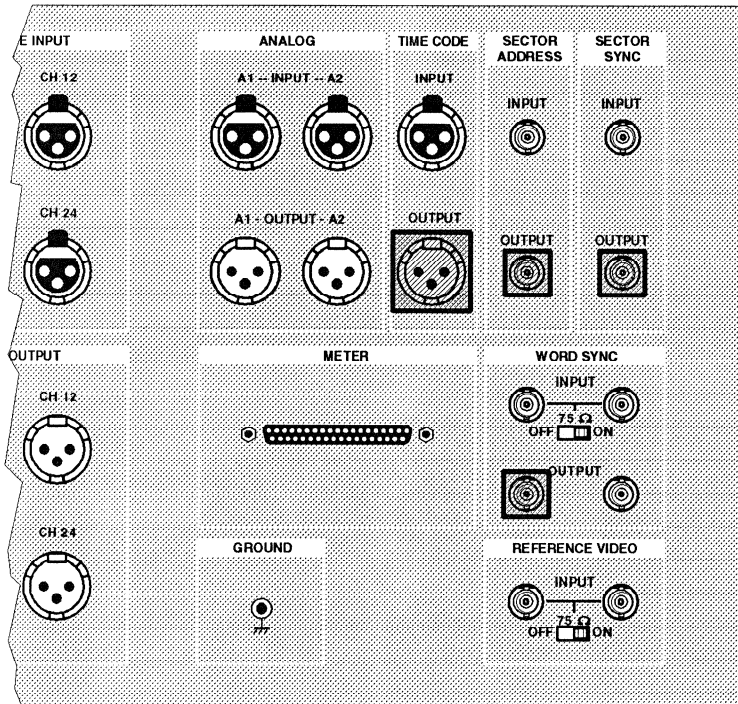 E INPUT
CH 12
CH 24
ANALOG
A1 -- INPUT -- A2
A1 - OUTPUT - A2
TIME CODE
INPUT
OUTPUT
SECTOR
ADDRESS
INPUT
OUTPUT
SECTOR
SYNC
INPUT
OUTPUT
OUTPUT
CH 12
CH 24
METER
GROUND
WORD SYNC
INPUT
75 Ω
OFF ON
OUTPUT
REFERENCE VIDEO
INPUT
75 Ω
OFF ON